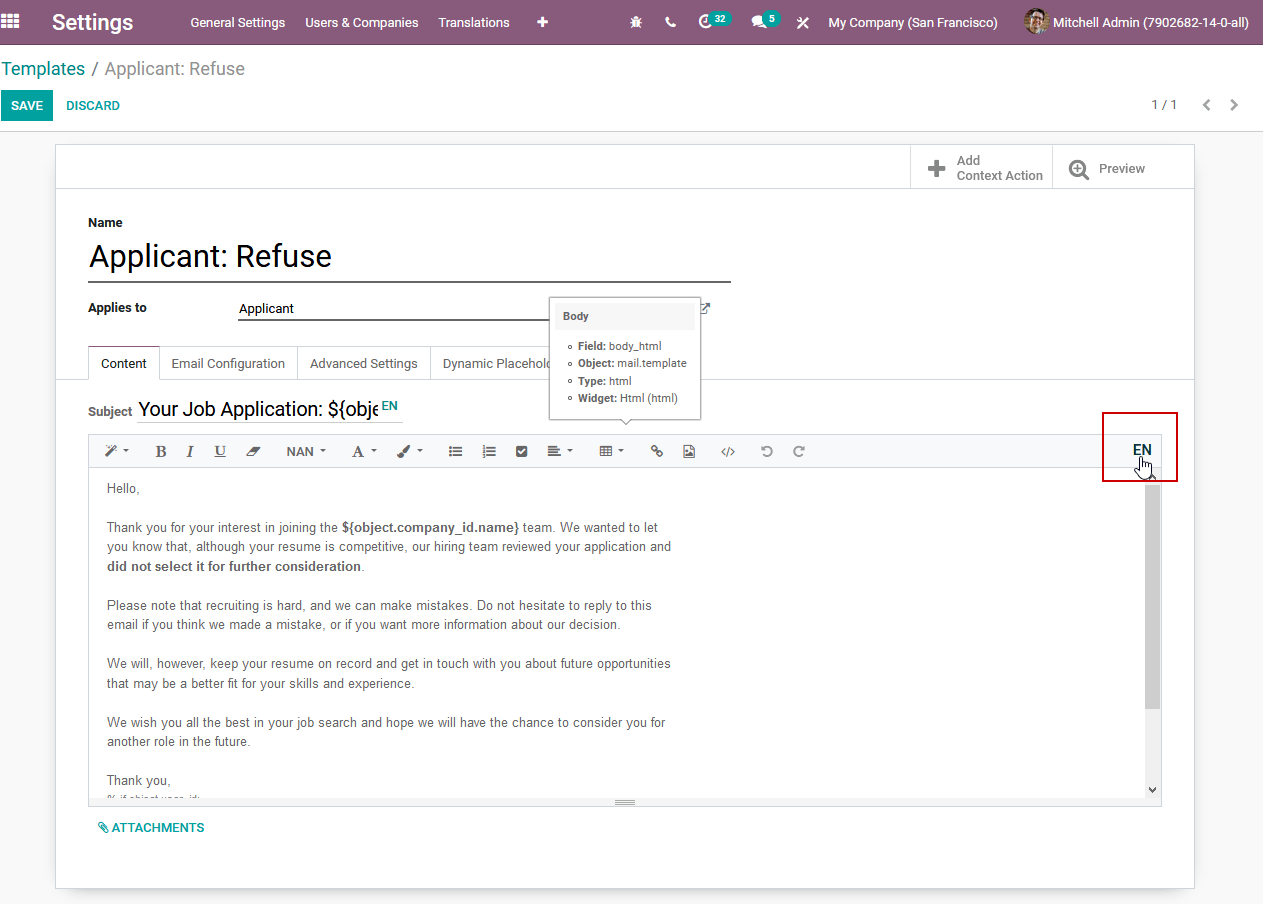 Settings General Settings Users & Companies Translations 32 5 My Company (San Francisco) Mitchell Admin (7902682-14-0-all)
Templates / Applicant: Refuse
SAVE DISCARD 1 / 1
Add
Context Action
Preview
Name
Applicant: Refuse
Applies to Applicant
Body
Field: body_html
Object: mail.template
Type: html
Widget: Html (html)
Content Email Configuration Advanced Settings Dynamic Placehold
Subject Your Job Application: ${obje EN
B I U NAN A </> EN
Hello,
Thank you for your interest in joining the ${object.company_id.name} team. We wanted to let
you know that, although your resume is competitive, our hiring team reviewed your application and
did not select it for further consideration.
Please note that recruiting is hard, and we can make mistakes. Do not hesitate to reply to this
email if you think we made a mistake, or if you want more information about our decision.
We will, however, keep your resume on record and get in touch with you about future opportunities
that may be a better fit for your skills and experience.
We wish you all the best in your job search and hope we will have the chance to consider you for
another role in the future.
Thank you,
% if object.user_id:
ATTACHMENTS